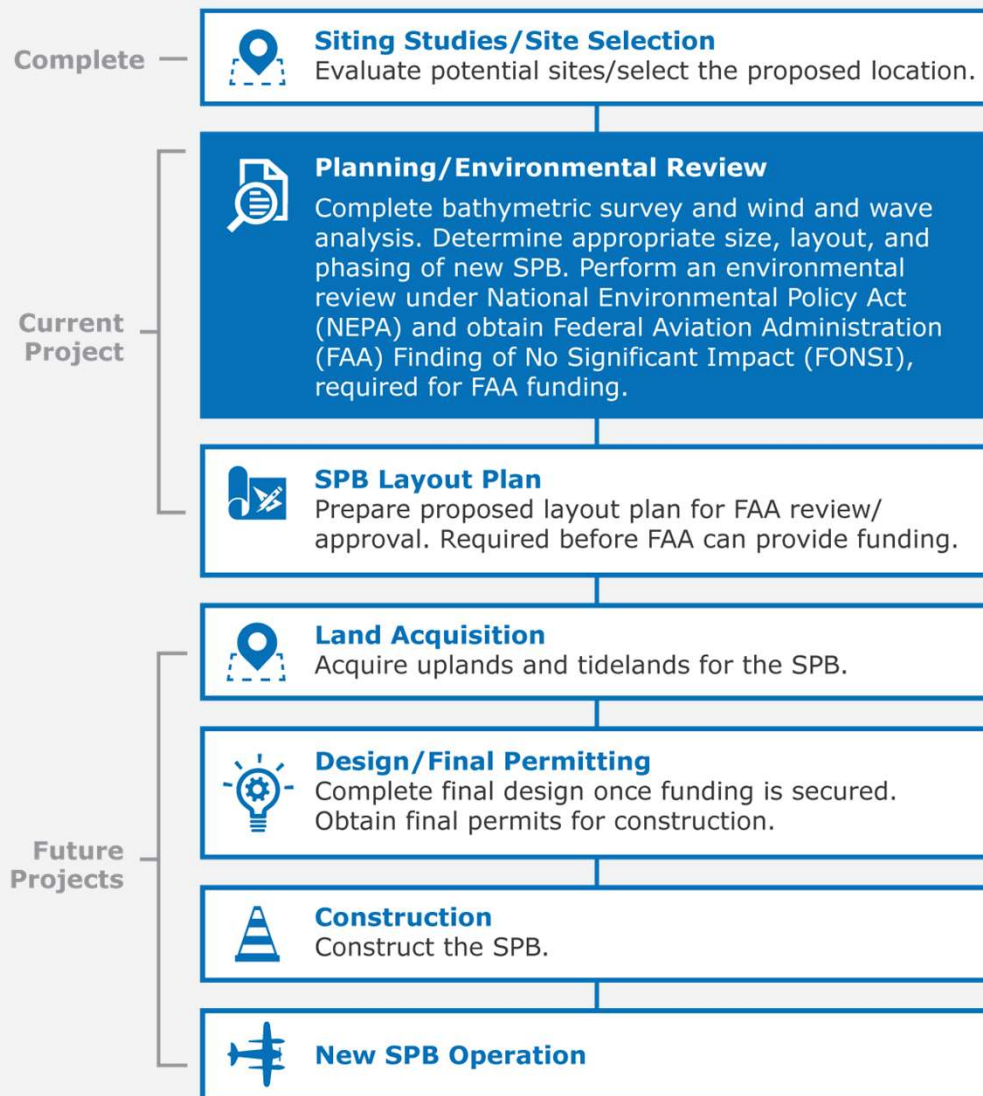 Complete
Siting Studies/Site Selection
Evaluate potential sites/select the proposed location.
Current
Project
Planning/Environmental Review
Complete bathymetric survey and wind and wave
analysis. Determine appropriate size, layout, and
phasing of new SPB. Perform an environmental
review under National Environmental Policy Act
(NEPA) and obtain Federal Aviation Administration
(FAA) Finding of No Significant Impact (FONSI),
required for FAA funding.
SPB Layout Plan
Prepare proposed layout plan for FAA review/
approval. Required before FAA can provide funding.
Future
Projects
Land Acquisition
Acquire uplands and tidelands for the SPB.
Design/Final Permitting
Complete final design once funding is secured.
Obtain final permits for construction.
Construction
Construct the SPB.
New SPB Operation